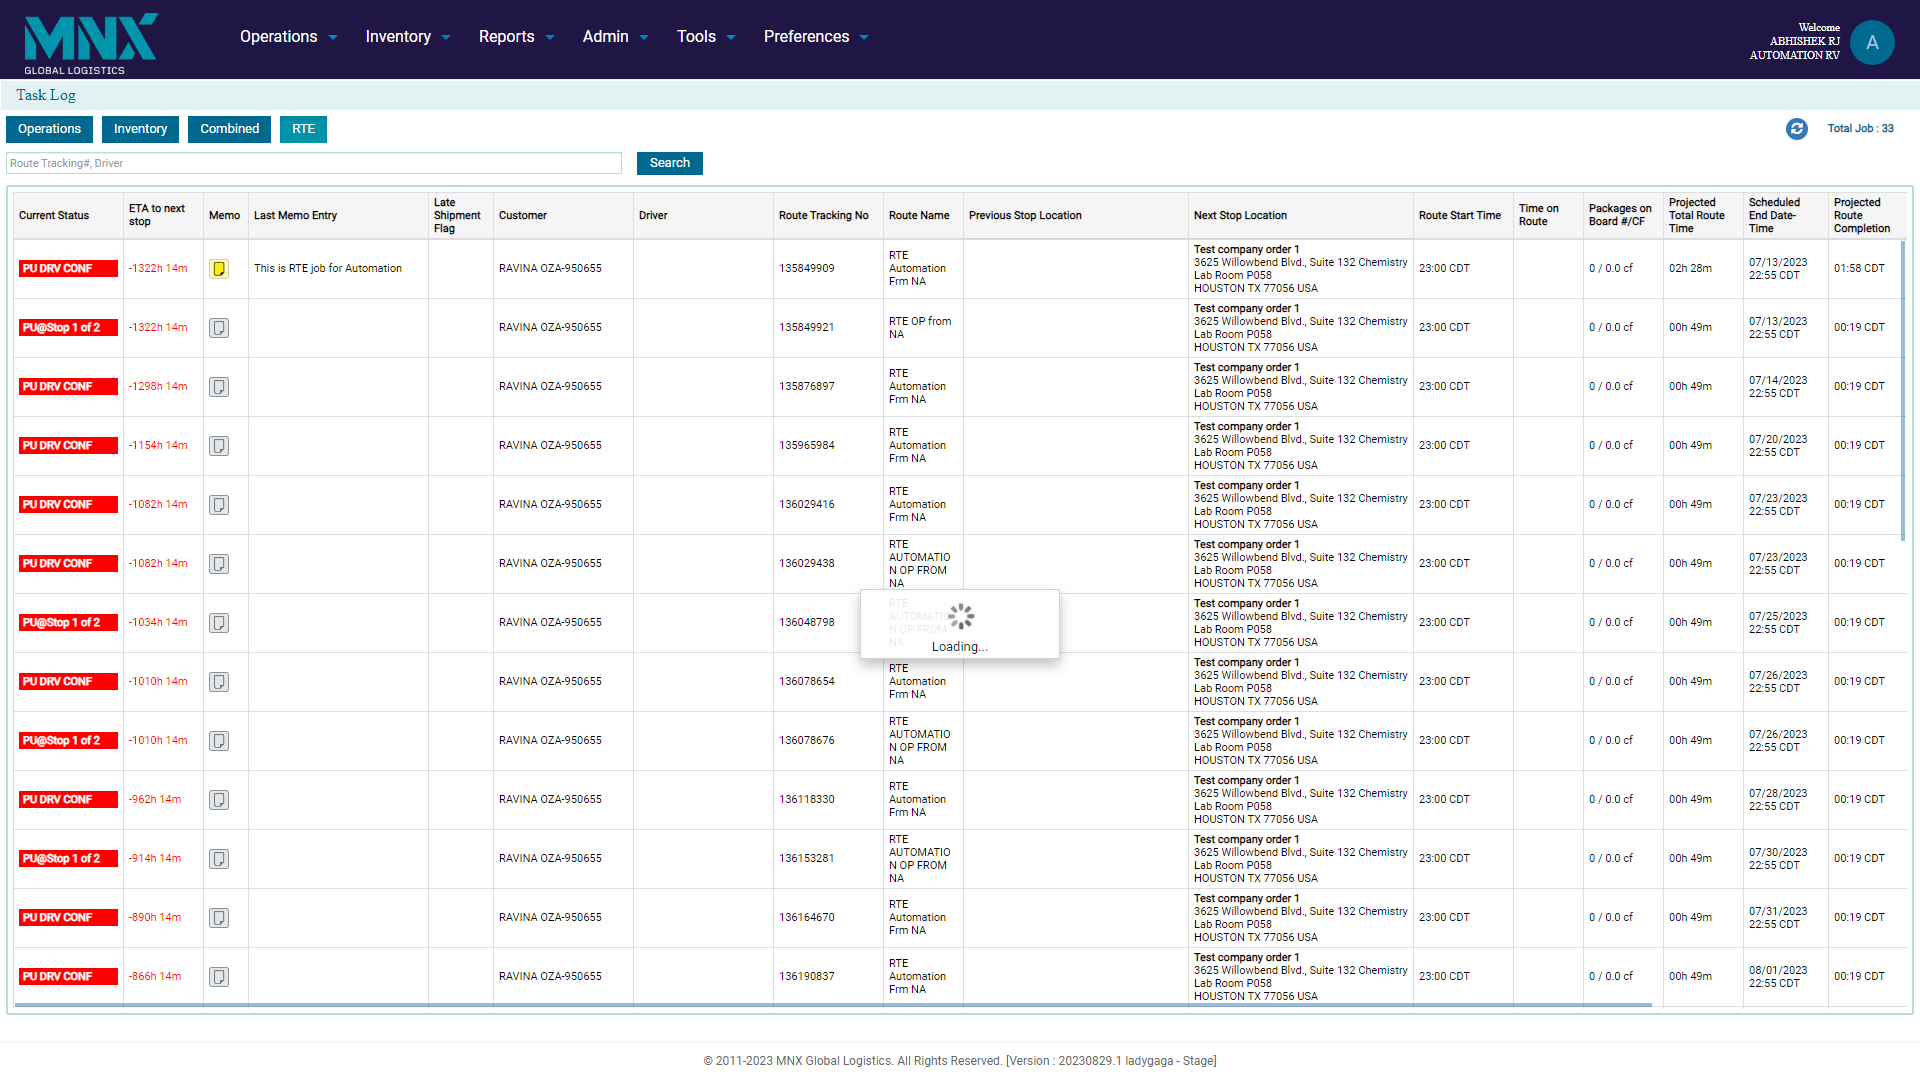 MNX
GLOBAL LOGISTICS
Operations Inventory Reports Admin Tools Preferences
Welcome
ABHISHEK RJ
AUTOMATION RV
A
Task Log
Operations Inventory Combined RTE
Total Job : 33
Route Tracking#, Driver
Search
Current Status ETA to next stop Memo Last Memo Entry Late Shipment Flag Customer Driver Route Tracking No Route Name Previous Stop Location Next Stop Location Route Start Time Time on Route Packages on Board #/CF Projected Total Route Time Scheduled End Date-Time Projected Route Completion
PU DRV CONF -1322h 14m This is RTE job for Automation RAVINA OZA-950655 135849909 RTE Automation Frm NA Test company order 1 3625 Willowbend Blvd., Suite 132 Chemistry Lab Room P058 HOUSTON TX 77056 USA 23:00 CDT 0 / 0.0 cf 02h 28m 07/13/2023 22:55 CDT 01:58 CDT
PU@Stop 1 of 2 -1322h 14m RAVINA OZA-950655 135849921 RTE OP from NA Test company order 1 3625 Willowbend Blvd., Suite 132 Chemistry Lab Room P058 HOUSTON TX 77056 USA 23:00 CDT 0 / 0.0 cf 00h 49m 07/13/2023 22:55 CDT 00:19 CDT
PU DRV CONF -1298h 14m RAVINA OZA-950655 135876897 RTE Automation Frm NA Test company order 1 3625 Willowbend Blvd., Suite 132 Chemistry Lab Room P058 HOUSTON TX 77056 USA 23:00 CDT 0 / 0.0 cf 00h 49m 07/14/2023 22:55 CDT 00:19 CDT
PU DRV CONF -1154h 14m RAVINA OZA-950655 135965984 RTE Automation Frm NA Test company order 1 3625 Willowbend Blvd., Suite 132 Chemistry Lab Room P058 HOUSTON TX 77056 USA 23:00 CDT 0 / 0.0 cf 00h 49m 07/20/2023 22:55 CDT 00:19 CDT
PU DRV CONF -1082h 14m RAVINA OZA-950655 136029416 RTE Automation Frm NA Test company order 1 3625 Willowbend Blvd., Suite 132 Chemistry Lab Room P058 HOUSTON TX 77056 USA 23:00 CDT 0 / 0.0 cf 00h 49m 07/23/2023 22:55 CDT 00:19 CDT
PU DRV CONF -1082h 14m RAVINA OZA-950655 136029438 RTE AUTOMATION OP FROM NA Test company order 1 3625 Willowbend Blvd., Suite 132 Chemistry Lab Room P058 HOUSTON TX 77056 USA 23:00 CDT 0 / 0.0 cf 00h 49m 07/23/2023 22:55 CDT 00:19 CDT
PU@Stop 1 of 2 -1034h 14m RAVINA OZA-950655 136048798 RTE AUTOMATION OP FROM NA Test company order 1 3625 Willowbend Blvd., Suite 132 Chemistry Lab Room P058 HOUSTON TX 77056 USA 23:00 CDT 0 / 0.0 cf 00h 49m 07/25/2023 22:55 CDT 00:19 CDT
Loading...
PU DRV CONF -1010h 14m RAVINA OZA-950655 136078654 RTE Automation Frm NA Test company order 1 3625 Willowbend Blvd., Suite 132 Chemistry Lab Room P058 HOUSTON TX 77056 USA 23:00 CDT 0 / 0.0 cf 00h 49m 07/26/2023 22:55 CDT 00:19 CDT
PU@Stop 1 of 2 -1010h 14m RAVINA OZA-950655 136078676 RTE AUTOMATION OP FROM NA Test company order 1 3625 Willowbend Blvd., Suite 132 Chemistry Lab Room P058 HOUSTON TX 77056 USA 23:00 CDT 0 / 0.0 cf 00h 49m 07/26/2023 22:55 CDT 00:19 CDT
PU DRV CONF -962h 14m RAVINA OZA-950655 136118330 RTE Automation Frm NA Test company order 1 3625 Willowbend Blvd., Suite 132 Chemistry Lab Room P058 HOUSTON TX 77056 USA 23:00 CDT 0 / 0.0 cf 00h 49m 07/28/2023 22:55 CDT 00:19 CDT
PU@Stop 1 of 2 -914h 14m RAVINA OZA-950655 136153281 RTE AUTOMATION OP FROM NA Test company order 1 3625 Willowbend Blvd., Suite 132 Chemistry Lab Room P058 HOUSTON TX 77056 USA 23:00 CDT 0 / 0.0 cf 00h 49m 07/30/2023 22:55 CDT 00:19 CDT
PU DRV CONF -890h 14m RAVINA OZA-950655 136164670 RTE Automation Frm NA Test company order 1 3625 Willowbend Blvd., Suite 132 Chemistry Lab Room P058 HOUSTON TX 77056 USA 23:00 CDT 0 / 0.0 cf 00h 49m 07/31/2023 22:55 CDT 00:19 CDT
PU DRV CONF -866h 14m RAVINA OZA-950655 136190837 RTE Automation Frm NA Test company order 1 3625 Willowbend Blvd., Suite 132 Chemistry Lab Room P058 HOUSTON TX 77056 USA 23:00 CDT 0 / 0.0 cf 00h 49m 08/01/2023 22:55 CDT 00:19 CDT
© 2011-2023 MNX Global Logistics. All Rights Reserved. [Version : 20230829.1 ladygaga - Stage]